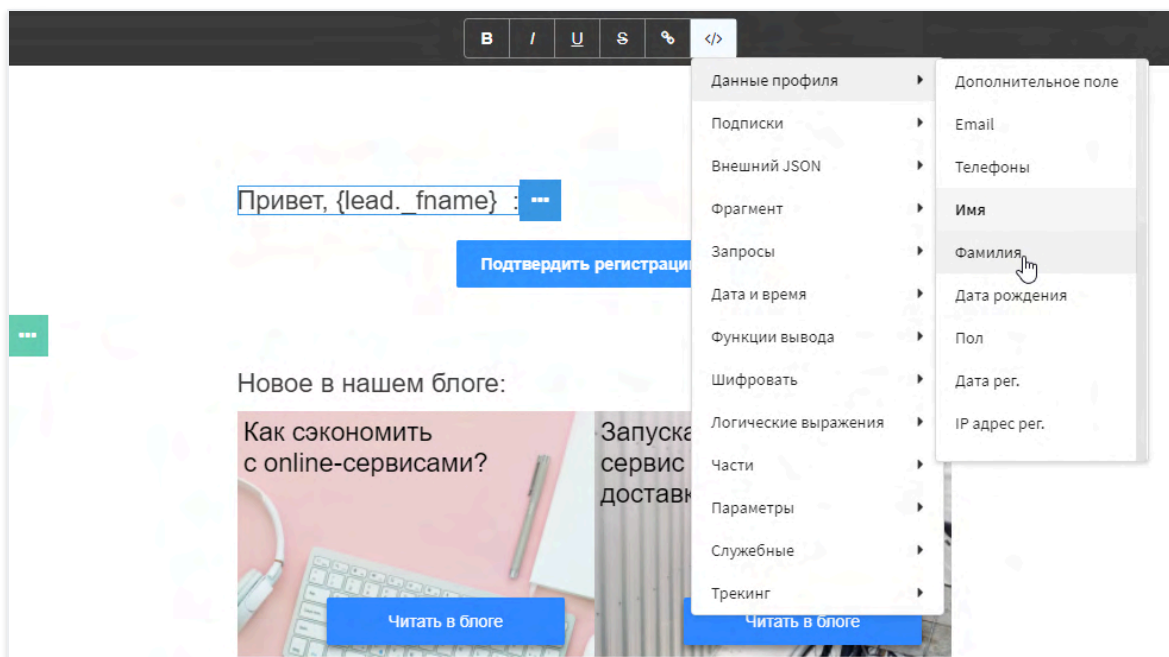 B I U S </>
Данные профиля
Подписки
Внешний JSON
Фрагмент
Запросы
Дата и время
Функции вывода
Шифровать
Логические выражения
Части
Параметры
Служебные
Трекинг
Дополнительное поле
Email
Телефоны
Имя
Фамилия
Дата рождения
Пол
Дата рег.
IP адрес рег.
Привет, {lead._fname} :
Подтвердить регистраци
Новое в нашем блоге:
Как сэкономить
с online-сервисами?
Читать в блоге
Запуска
сервис
доставк
Читать в блоге